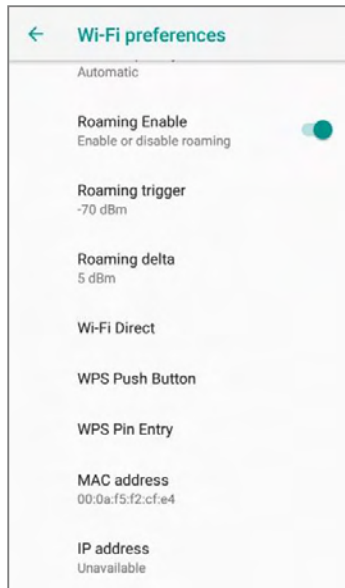 Wi-Fi preferences
Automatic
Roaming Enable
Enable or disable roaming
Roaming trigger
-70 dBm
Roaming delta
5 dBm
Wi-Fi Direct
WPS Push Button
WPS Pin Entry
MAC address
00:0a:f5:f2:cf:e4
IP address
Unavailable